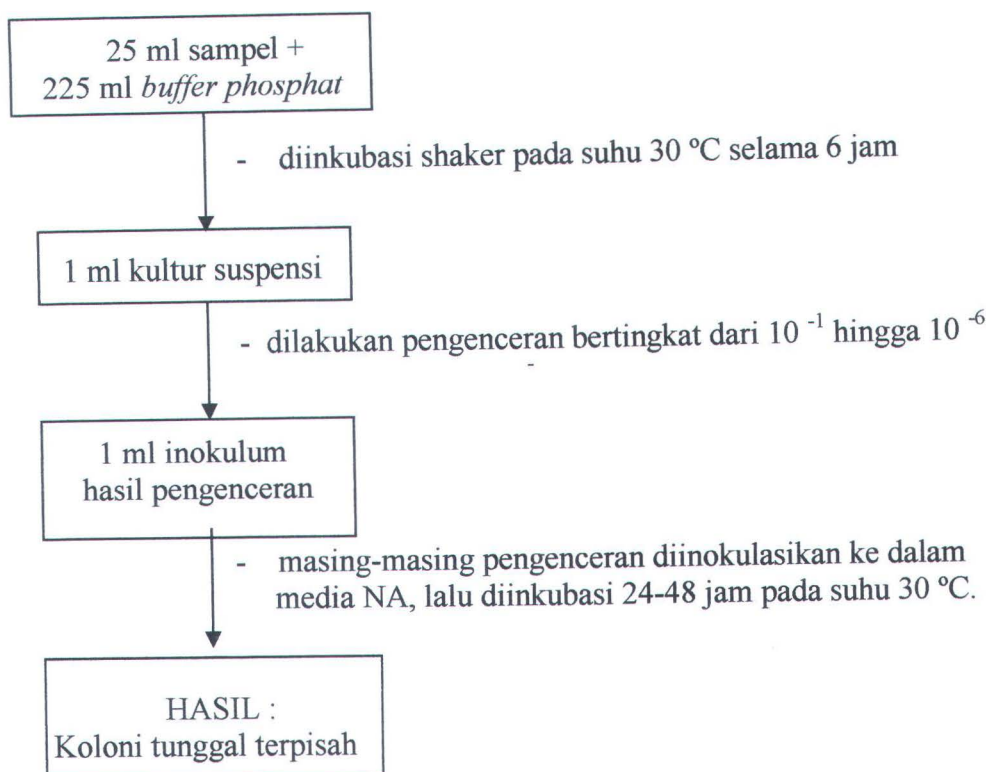 25 ml sampel +
225 ml buffer phosphat
- diinkubasi shaker pada suhu 30 ºC selama 6 jam
1 ml kultur suspensi
- dilakukan pengenceran bertingkat dari 10 -1 hingga 10 -6
1 ml inokulum
hasil pengenceran
- masing-masing pengenceran diinokulasikan ke dalam
media NA, lalu diinkubasi 24-48 jam pada suhu 30 ºC.
HASIL :
Koloni tunggal terpisah